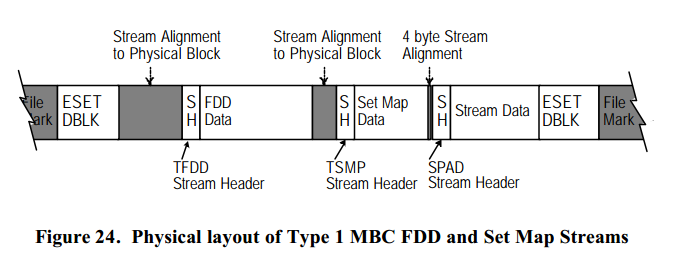 Stream Alignment
to Physical Block
Stream Alignment
to Physical Block
4 byte Stream
Alignment
File
Mark
ESET
DBLK
S
H
FDD
Data
S
H
Set Map
Data
S
H
Stream Data
ESET
DBLK
File
Mark
TFDD
Stream Header
TSMP
Stream Header
SPAD
Stream Header
Figure 24. Physical layout of Type 1 MBC FDD and Set Map Streams